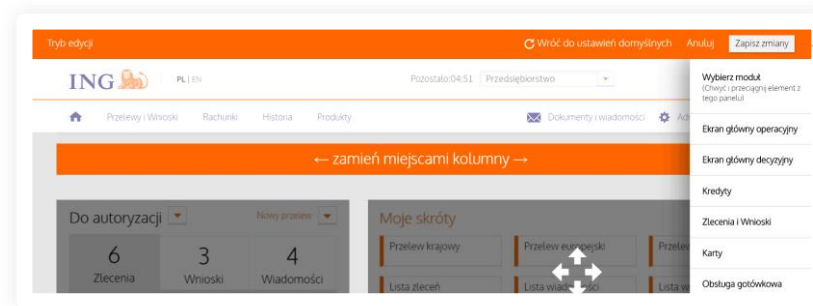 Tryb edycji
Wróć do ustawień domyślnych Anuluj Zapisz zmiany
ING PL | EN Pozostało:04:51 Przedsiębiorstwo
Wybierz moduł
(Chwyć i przeciągnij element z
tego panelu)
Przelewy i Wnioski Rachunki Historia Produkty Dokumenty i wiadomości
Ekran główny operacyjny
← zamień miejscami kolumny →
Ekran główny decyzyjny
Kredyty
Zlecenia i Wnioski
Karty
Obsługa gotówkowa
Do autoryzacji Nowy przelew
6 3 4
Zlecenia Wnioski Wiadomości
Moje skróty
Przelew krajowy Przelew europejski
Lista zleceń Lista wiadomości